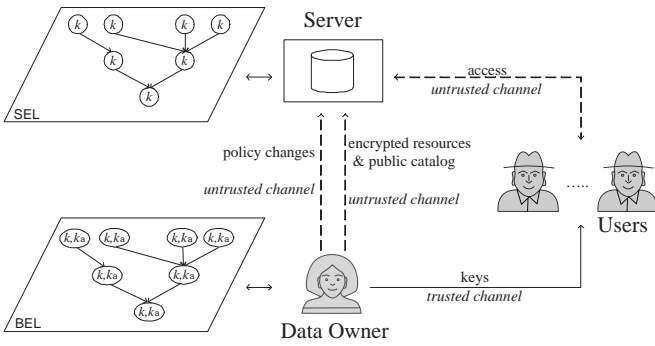 Server
k k k k
k k
k
SEL
access
untrusted channel
policy changes
untrusted channel
encrypted resources
& public catalog
untrusted channel
.....
Users
k,ka k,ka k,ka k,ka
k,ka k,ka
k,ka
BEL
keys
trusted channel
Data Owner